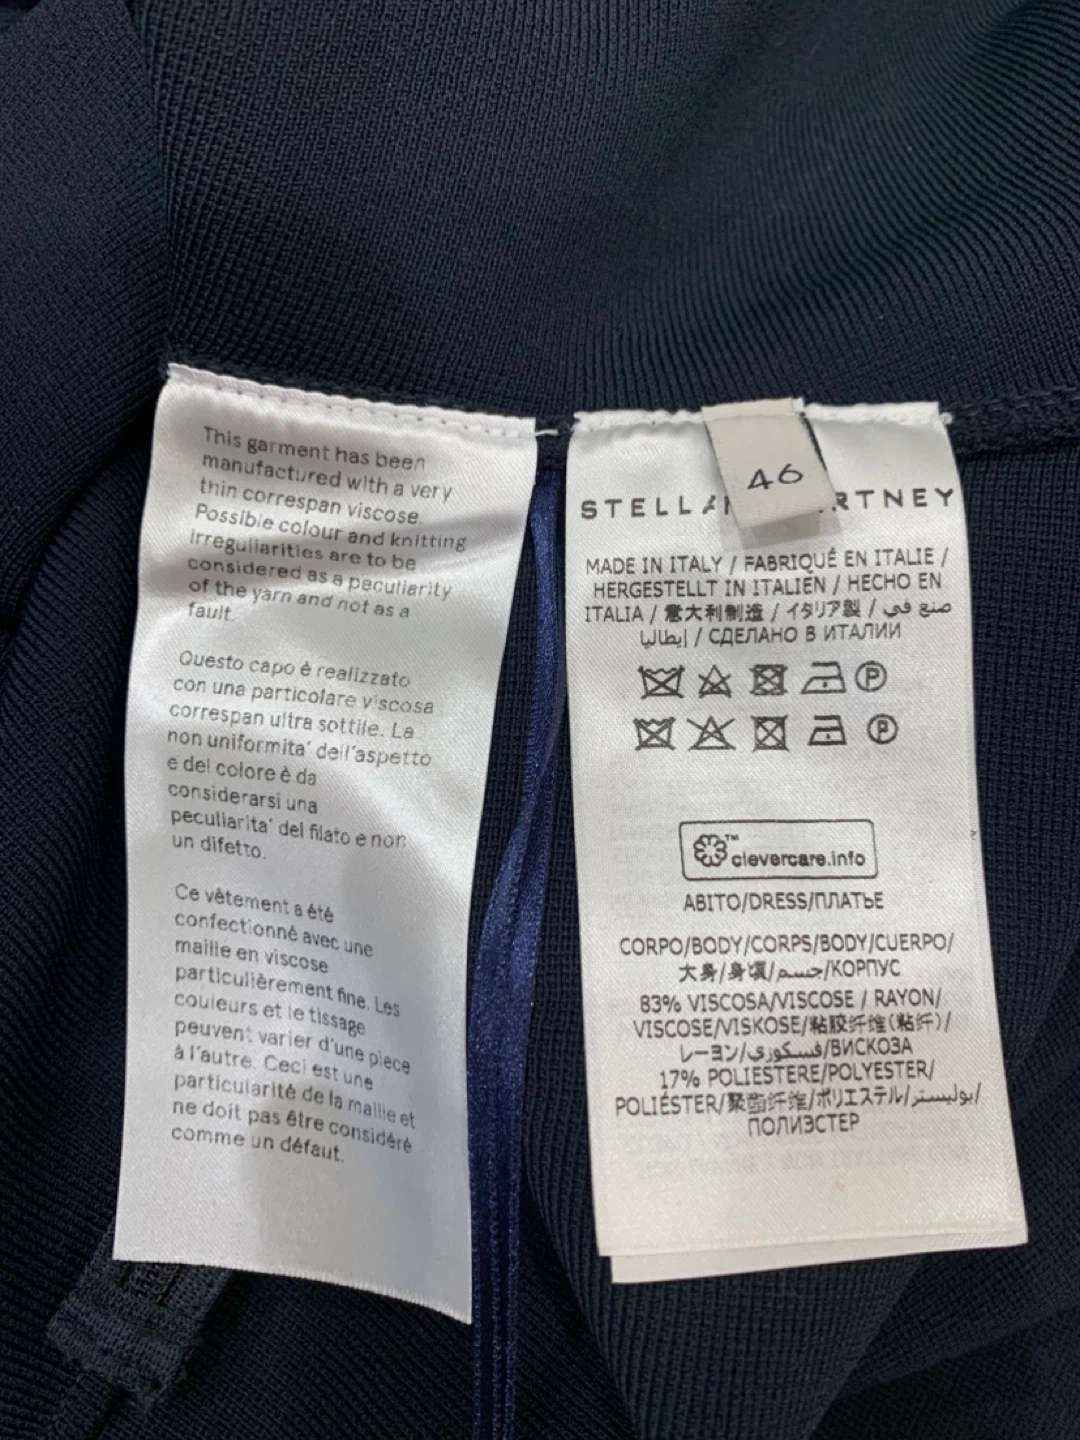 This garment has been
manufactured with a very
thin correspan viscose.
Possible colour and knitting
irregularities are to be
considered as a peculiarity
of the yarn and not as a
fault.
Questo capo è realizzato
con una particolare viscosa
correspan ultra sottile. La
non uniformita' dell'aspetto
e del colore è da
considerarsi una
peculiarita' del filato e non
un difetto.
Ce vêtement a été
confectionné avec une
maille en viscose
particulièrement fine. Les
couleurs et le tissage
peuvent varier d'une pièce
à l'autre. Ceci est une
particularité de la maille et
ne doit pas être considéré
comme un défaut.
46
STELLA RTNEY
MADE IN ITALY / FABRIQUÉ EN ITALIE /
HERGESTELLT IN ITALIEN / HECHO EN
ITALIA / 意大利制造 / イタリア製 / صنع في
إيطاليا / СДЕЛАНО В ИТАЛИИ
P
P
TM
clevercare.info
ABITO/DRESS/ПЛАТЬЕ
CORPO/BODY/CORPS/BODY/CUERPO/
大身/身頃/جسم/КОРПУС
83% VISCOSA/VISCOSE / RAYON/
VISCOSE/VISKOSE/粘胶纤维(粘纤)/
レーヨン/فسكوزي/ВИСКОЗА
17% POLIESTERE/POLYESTER/
POLIÉSTER/聚酯纤维/ポリエステル/بوليستر/
ПОЛИЭСТЕР